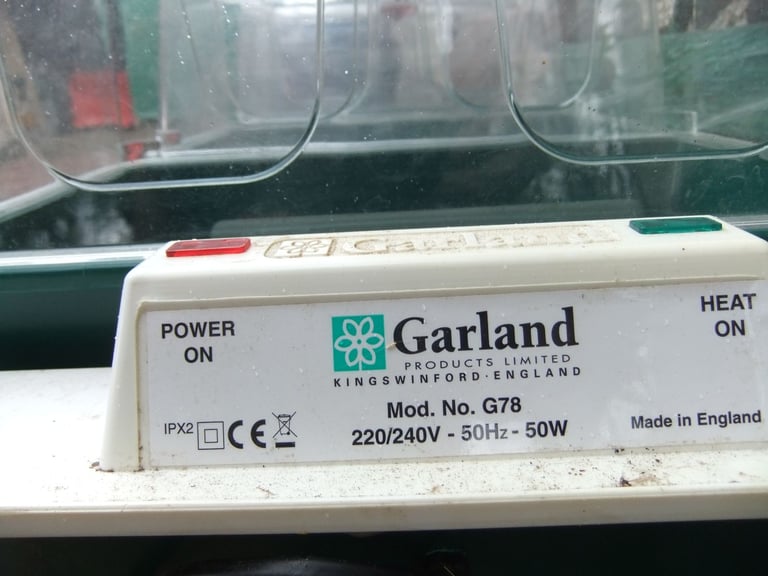 Garland
POWER
ON
Garland
PRODUCTS LIMITED
KINGSWINFORD·ENGLAND
HEAT
ON
Mod. No. G78
220/240V - 50Hz - 50W
IPX2
CE
Made in England